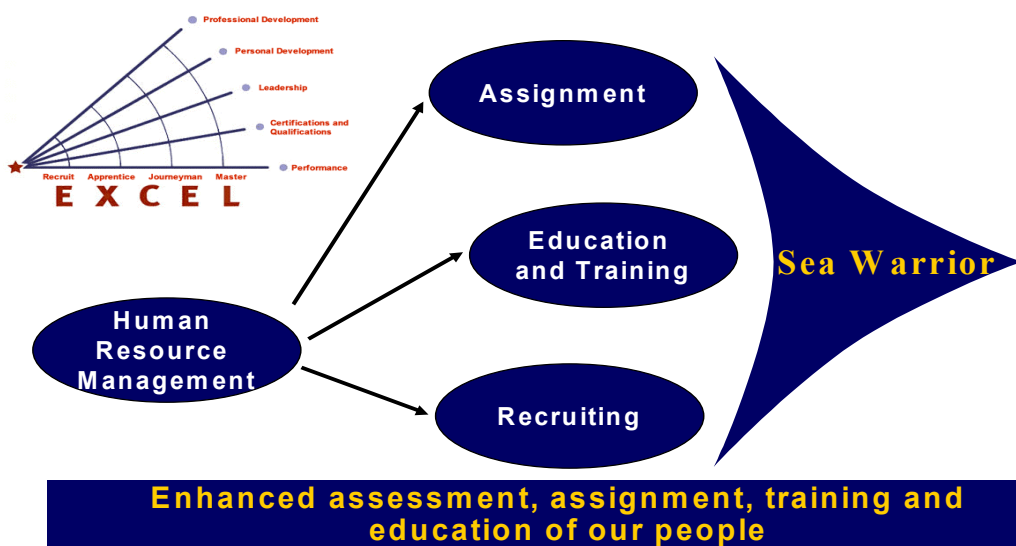 Professional Development
Personal Development
Leadership
Certifications and
Qualifications
Performance
Recruit Apprentice Journeyman Master
E X C E L
Assignment
Education
and Training
Sea Warrior
Human
Resource
Management
Recruiting
Enhanced assessment, assignment, training and
education of our people